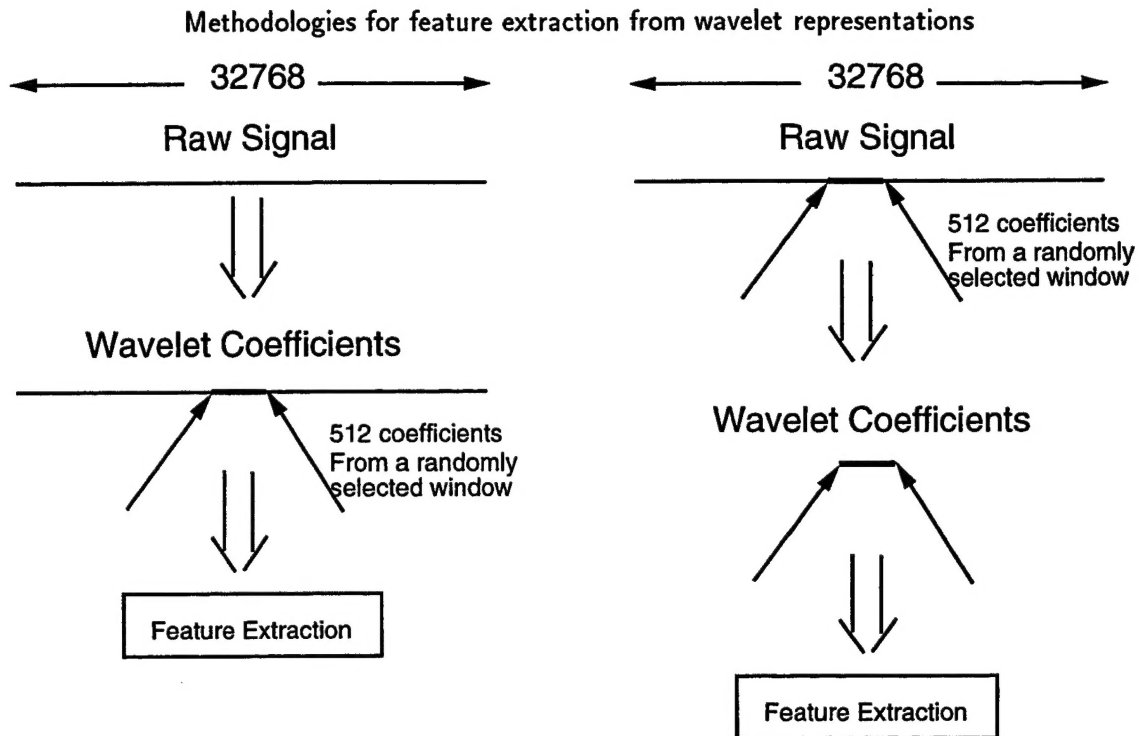 Methodologies for feature extraction from wavelet representations
32768
Raw Signal
Wavelet Coefficients
512 coefficients
From a randomly
selected window
Feature Extraction
32768
Raw Signal
512 coefficients
From a randomly
selected window
Wavelet Coefficients
Feature Extraction